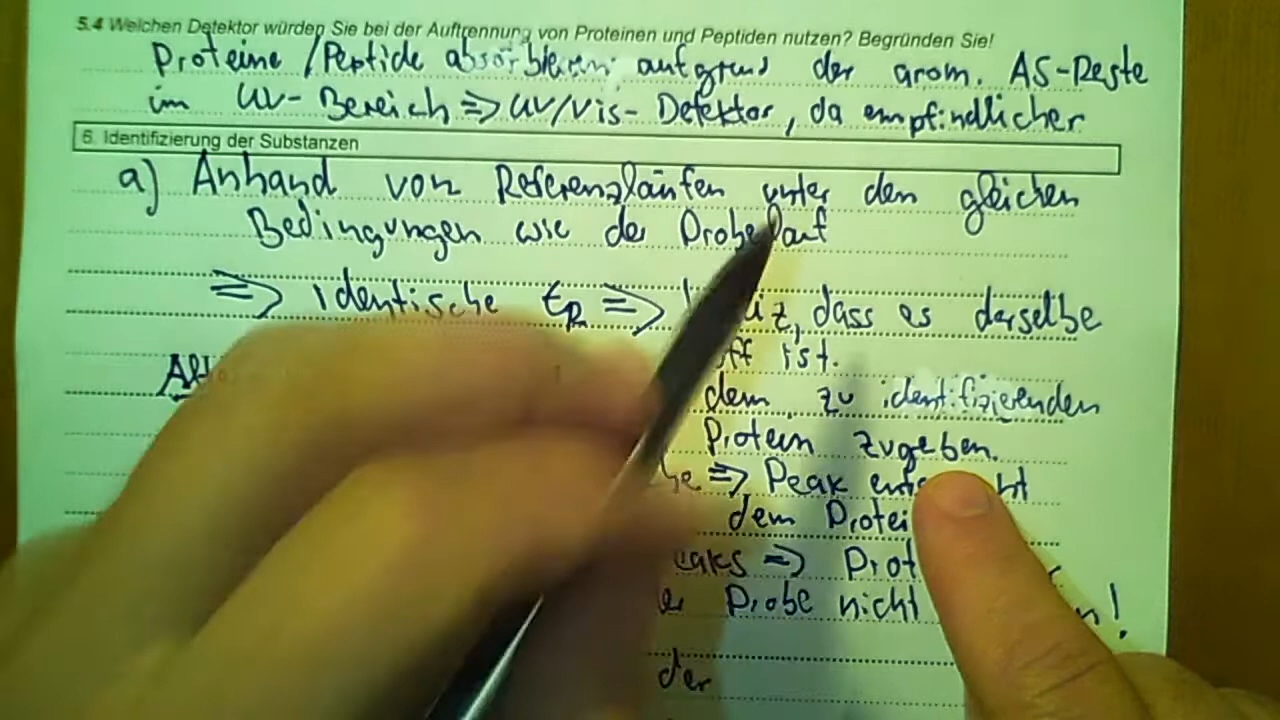 5.4 Welchen Detektor würden Sie bei der Auftrennung von Proteinen und Peptiden nutzen? Begründen Sie!
Proteine / Peptide absorbieren aufgrund der arom. AS-Reste
im UV-Bereich => UV/Vis-Detektor, da empfindlicher
6. Identifizierung der Substanzen
a) Anhand von Referenzläufen unter den gleichen
Bedingungen wie der Probelauf
=> identische tR => dass es derselbe
ist.
dem zu identifizierenden
Protein zugeben.
=> Peak
dem
=>
Probe nicht
der